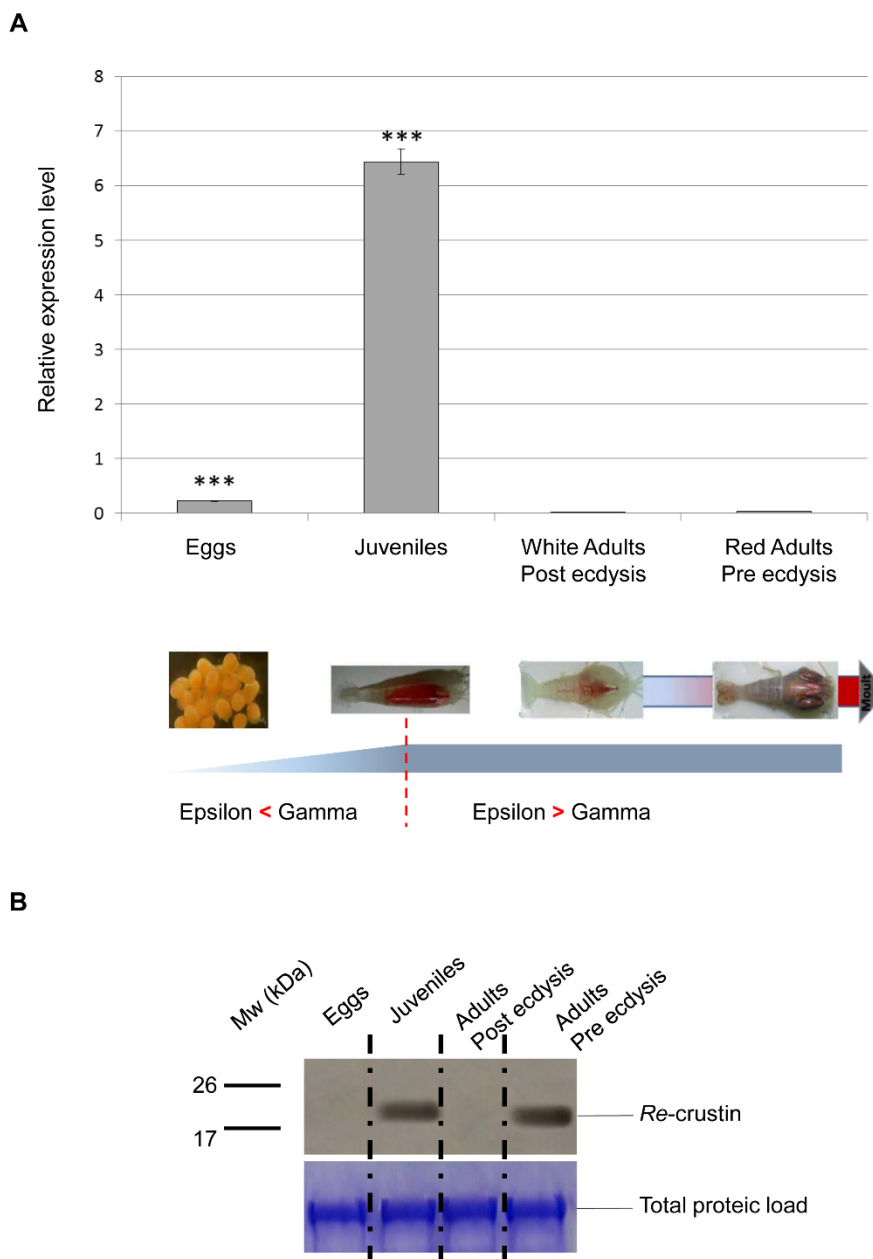 A
8
7
6
5
4
3
2
1
0
Relative expression level
***
***
Eggs
Juveniles
White Adults
Post ecdysis
Red Adults
Pre ecdysis
Moult
Epsilon < Gamma
Epsilon > Gamma
B
Mw (kDa)
Eggs
Juveniles
Adults
Post ecdysis
Adults
Pre ecdysis
26
17
Re-crustin
Total proteic load